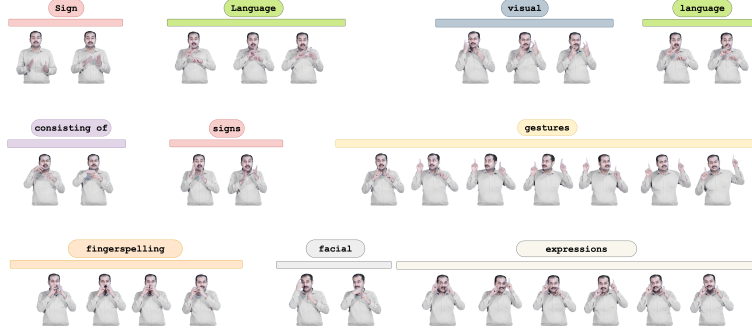 Sign Language visual language
consisting of signs gestures
fingerspelling facial expressions